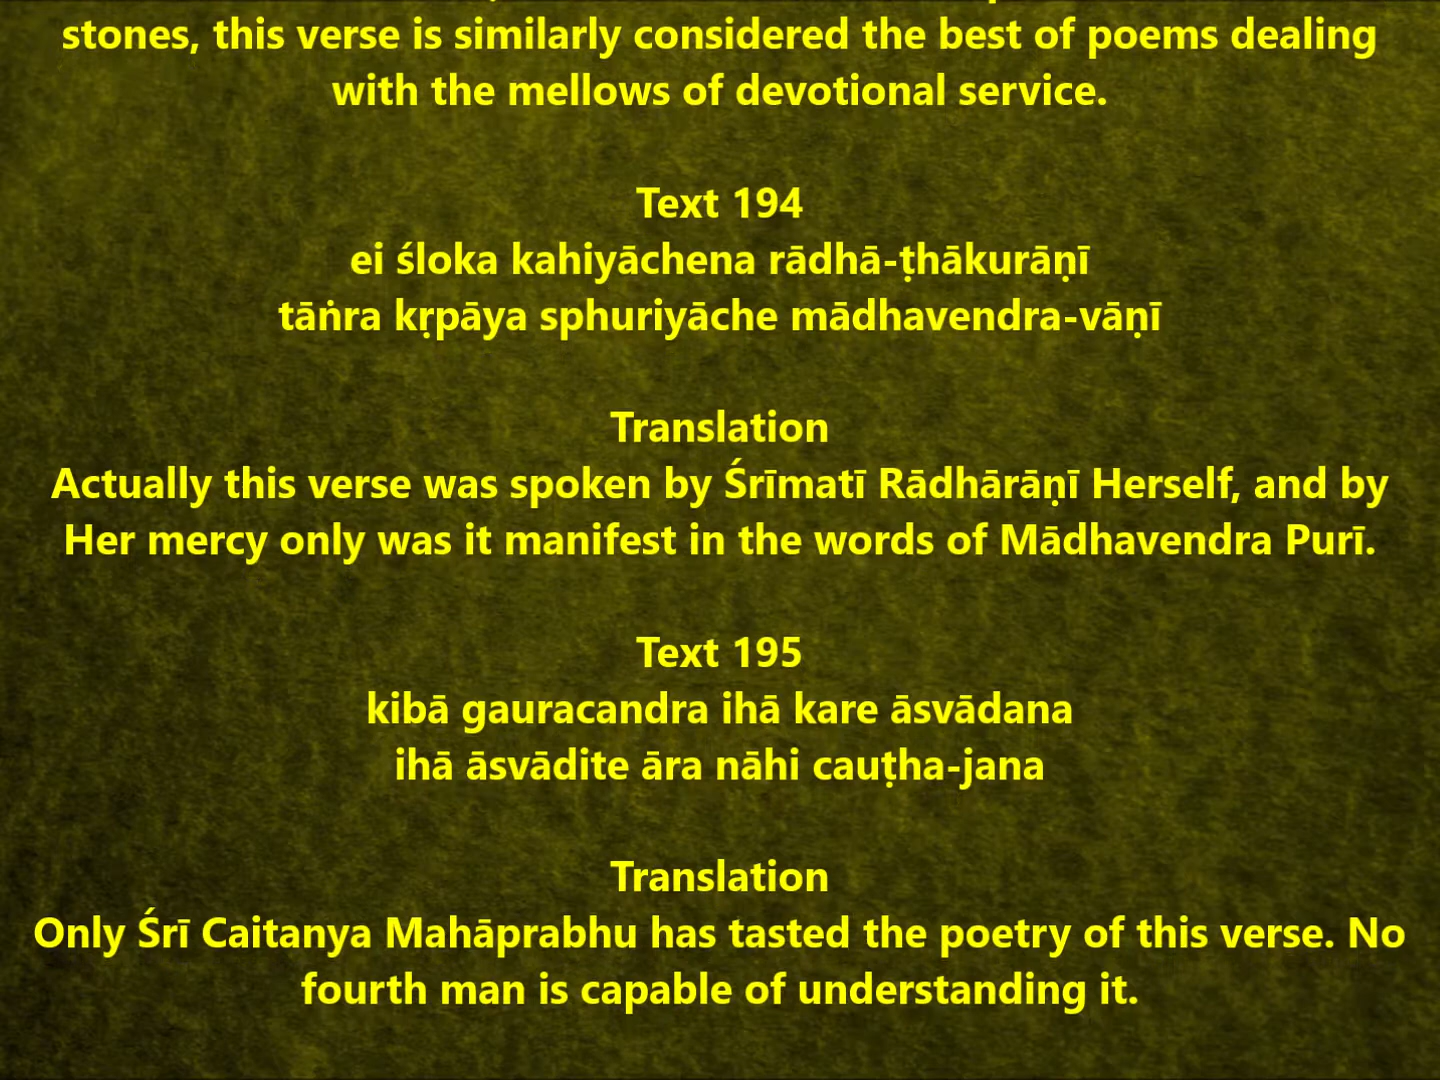 stones, this verse is similarly considered the best of poems dealing
with the mellows of devotional service.
Text 194
ei śloka kahiyāchena rādhā-ṭhākurāṇī
tāṅra kṛpāya sphuriyāche mādhavendra-vāṇī
Translation
Actually this verse was spoken by Śrīmatī Rādhārāṇī Herself, and by
Her mercy only was it manifest in the words of Mādhavendra Purī.
Text 195
kibā gauracandra ihā kare āsvādana
ihā āsvādite āra nāhi cauṭha-jana
Translation
Only Śrī Caitanya Mahāprabhu has tasted the poetry of this verse. No
fourth man is capable of understanding it.